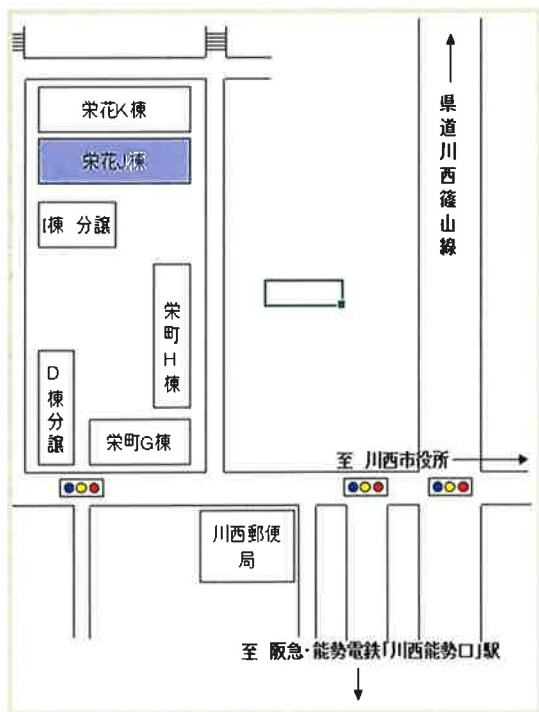 栄花K棟
栄花J棟
I棟 分譲
栄町H棟
D棟分譲
栄町G棟
県道川西篠山線
至 川西市役所
川西郵便
局
至 阪急・能勢電鉄「川西能勢口」駅